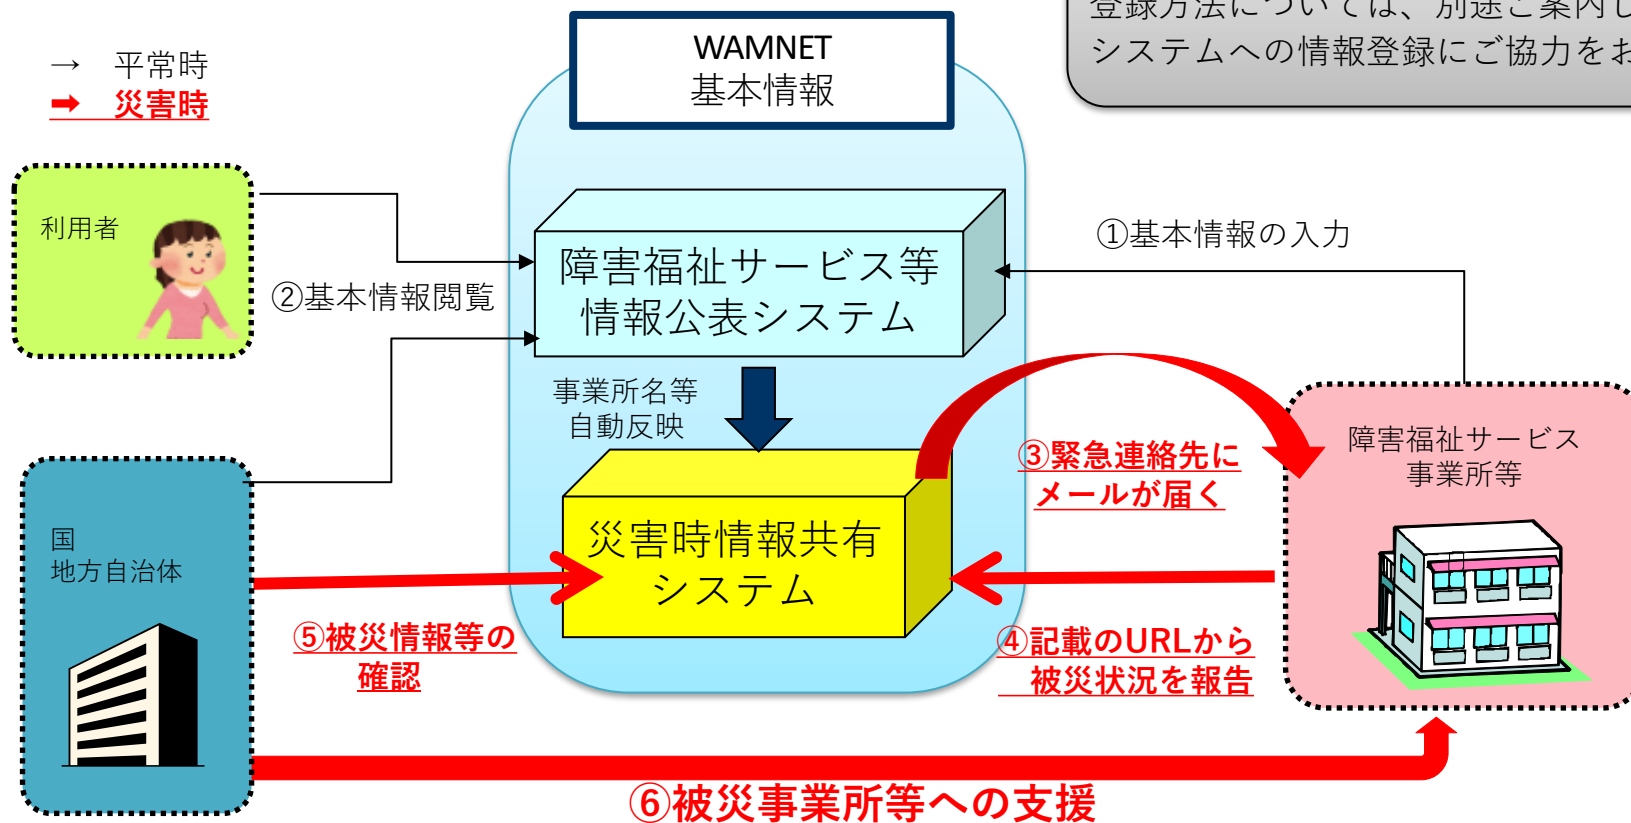 登録方法については、別途ご案内し
システムへの情報登録にご協力をお
WAMNET
基本情報
→ 平常時
➡ 災害時
利用者
①基本情報の入力
障害福祉サービス等
情報公表システム
②基本情報閲覧
事業所名等
自動反映
③緊急連絡先に
メールが届く
障害福祉サービス
事業所等
国
地方自治体
災害時情報共有
システム
⑤被災情報等の
確認
④記載のURLから
被災状況を報告
⑥被災事業所等への支援